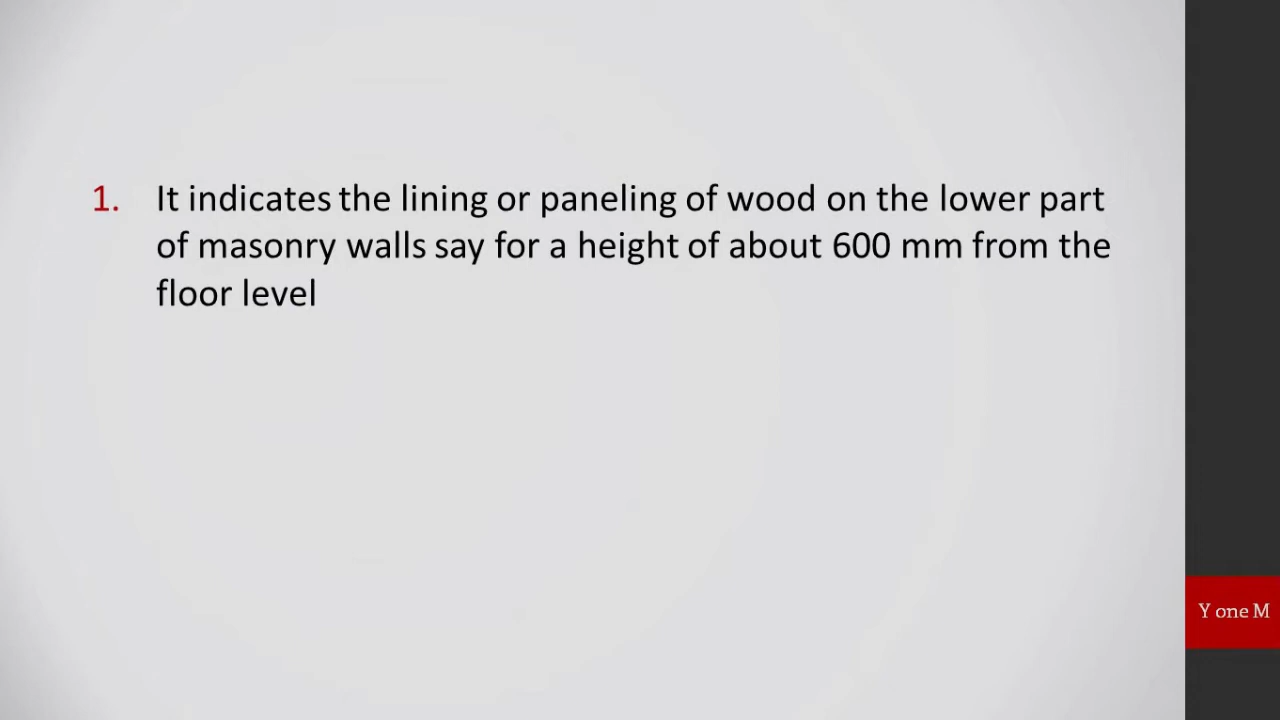 1. It indicates the lining or paneling of wood on the lower part
of masonry walls say for a height of about 600 mm from the
floor level
Y one M